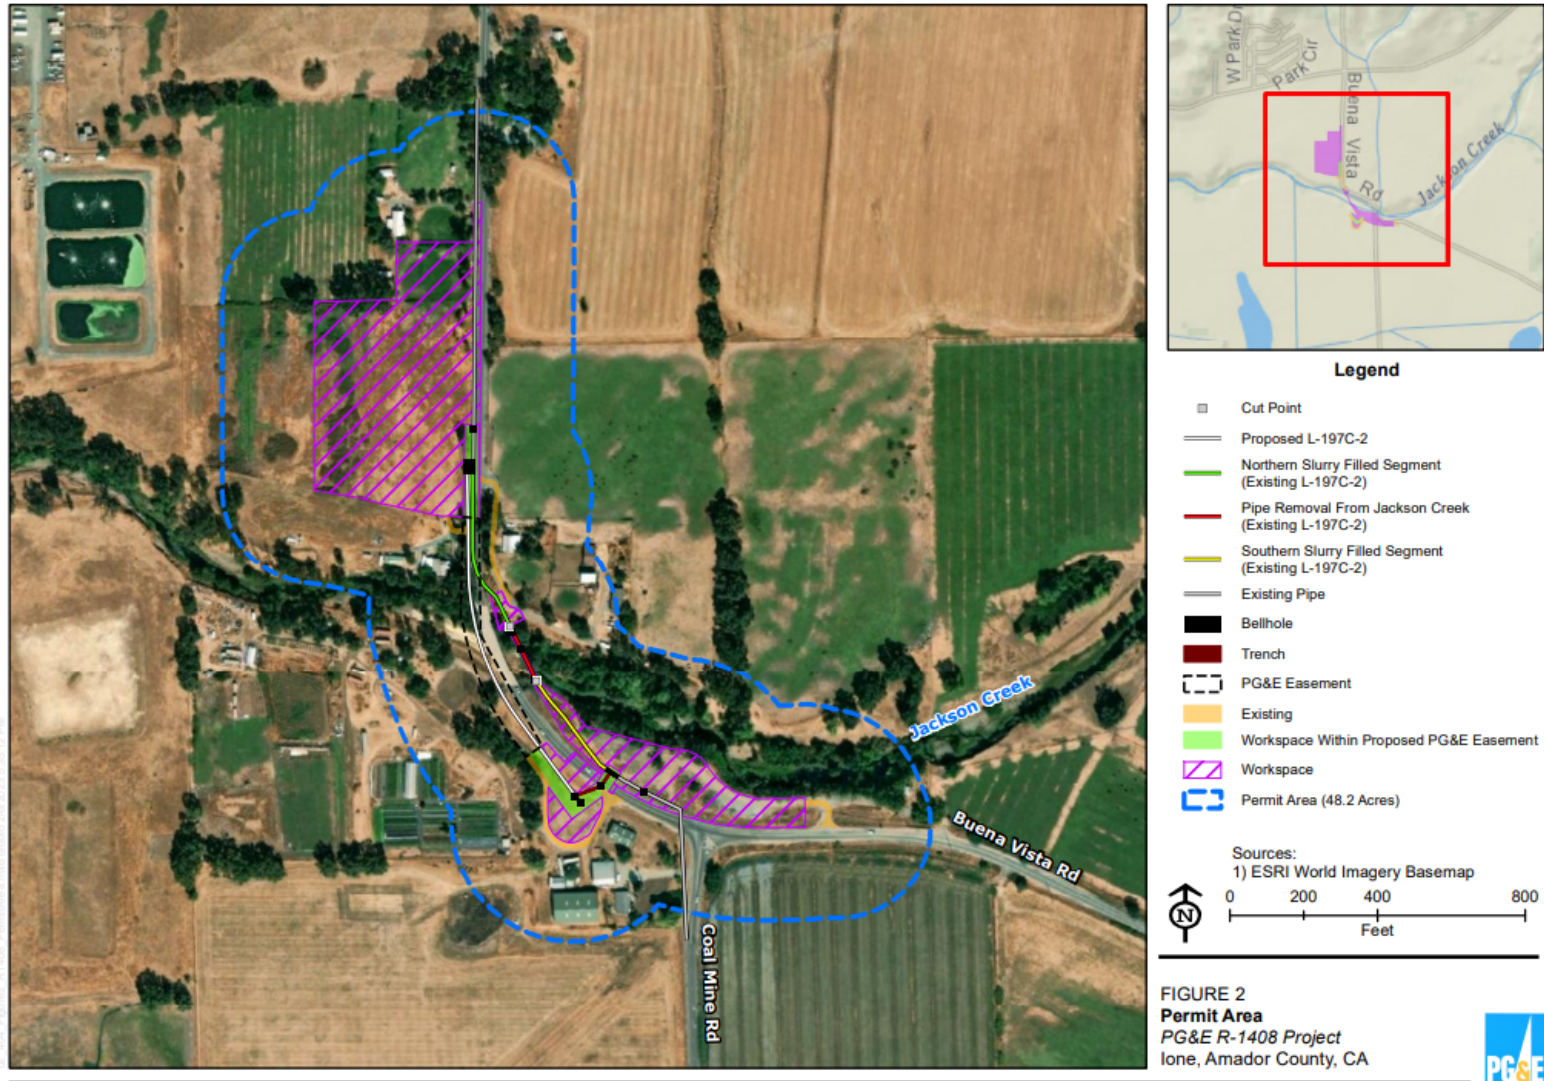 W Park Dr
Park Cir
Buena Vista Rd
Jackson Creek
Jackson Creek
Buena Vista Rd
Coal Mine Rd
Legend
Cut Point
Proposed L-197C-2
Northern Slurry Filled Segment
(Existing L-197C-2)
Pipe Removal From Jackson Creek
(Existing L-197C-2)
Southern Slurry Filled Segment
(Existing L-197C-2)
Existing Pipe
Bellhole
Trench
PG&E Easement
Existing
Workspace Within Proposed PG&E Easement
Workspace
Permit Area (48.2 Acres)
Sources:
1) ESRI World Imagery Basemap
N
0 200 400 800
Feet
FIGURE 2
Permit Area
PG&E R-1408 Project
Ione, Amador County, CA
PG&E